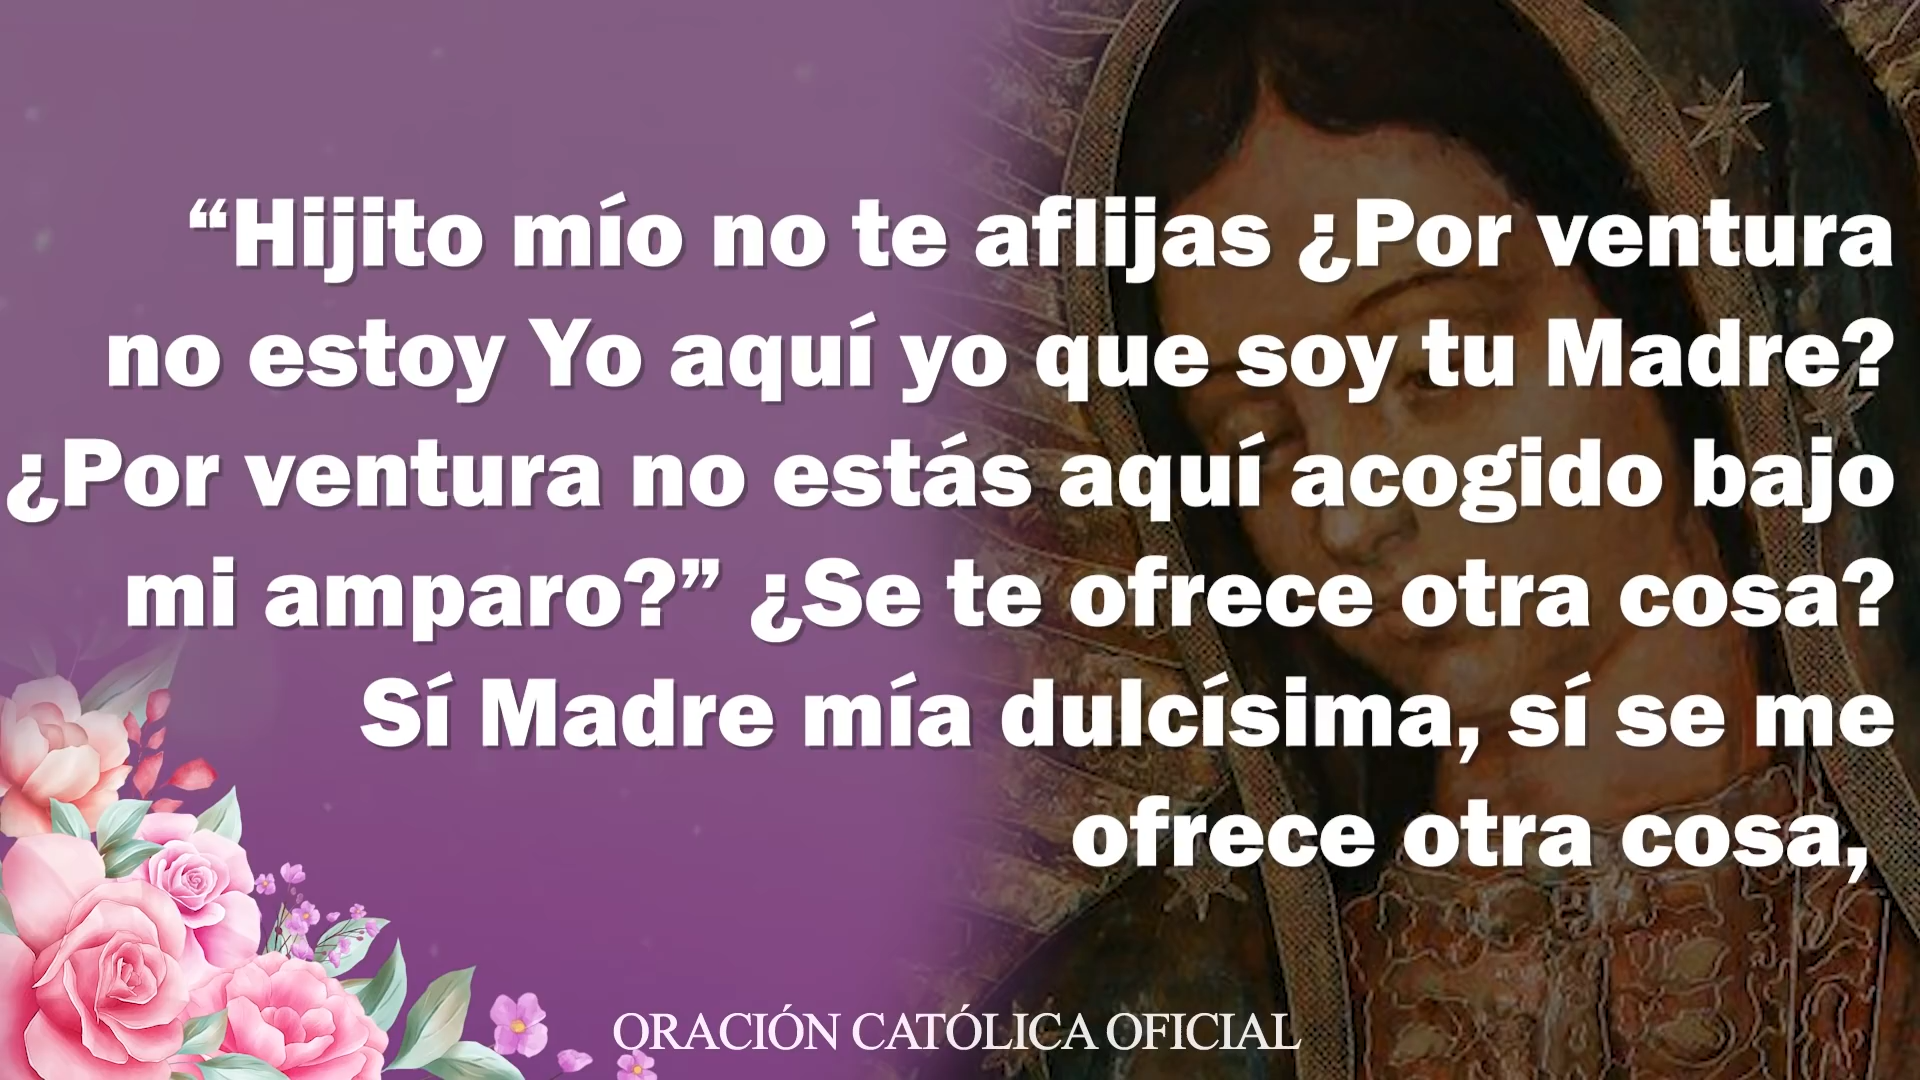 “Hijito mío no te aflijas ¿Por ventura
no estoy Yo aquí yo que soy tu Madre?
¿Por ventura no estás aquí acogido bajo
mi amparo?” ¿Se te ofrece otra cosa?
Sí Madre mía dulcísima, sí se me
ofrece otra cosa,
ORACIÓN CATÓLICA OFICIAL